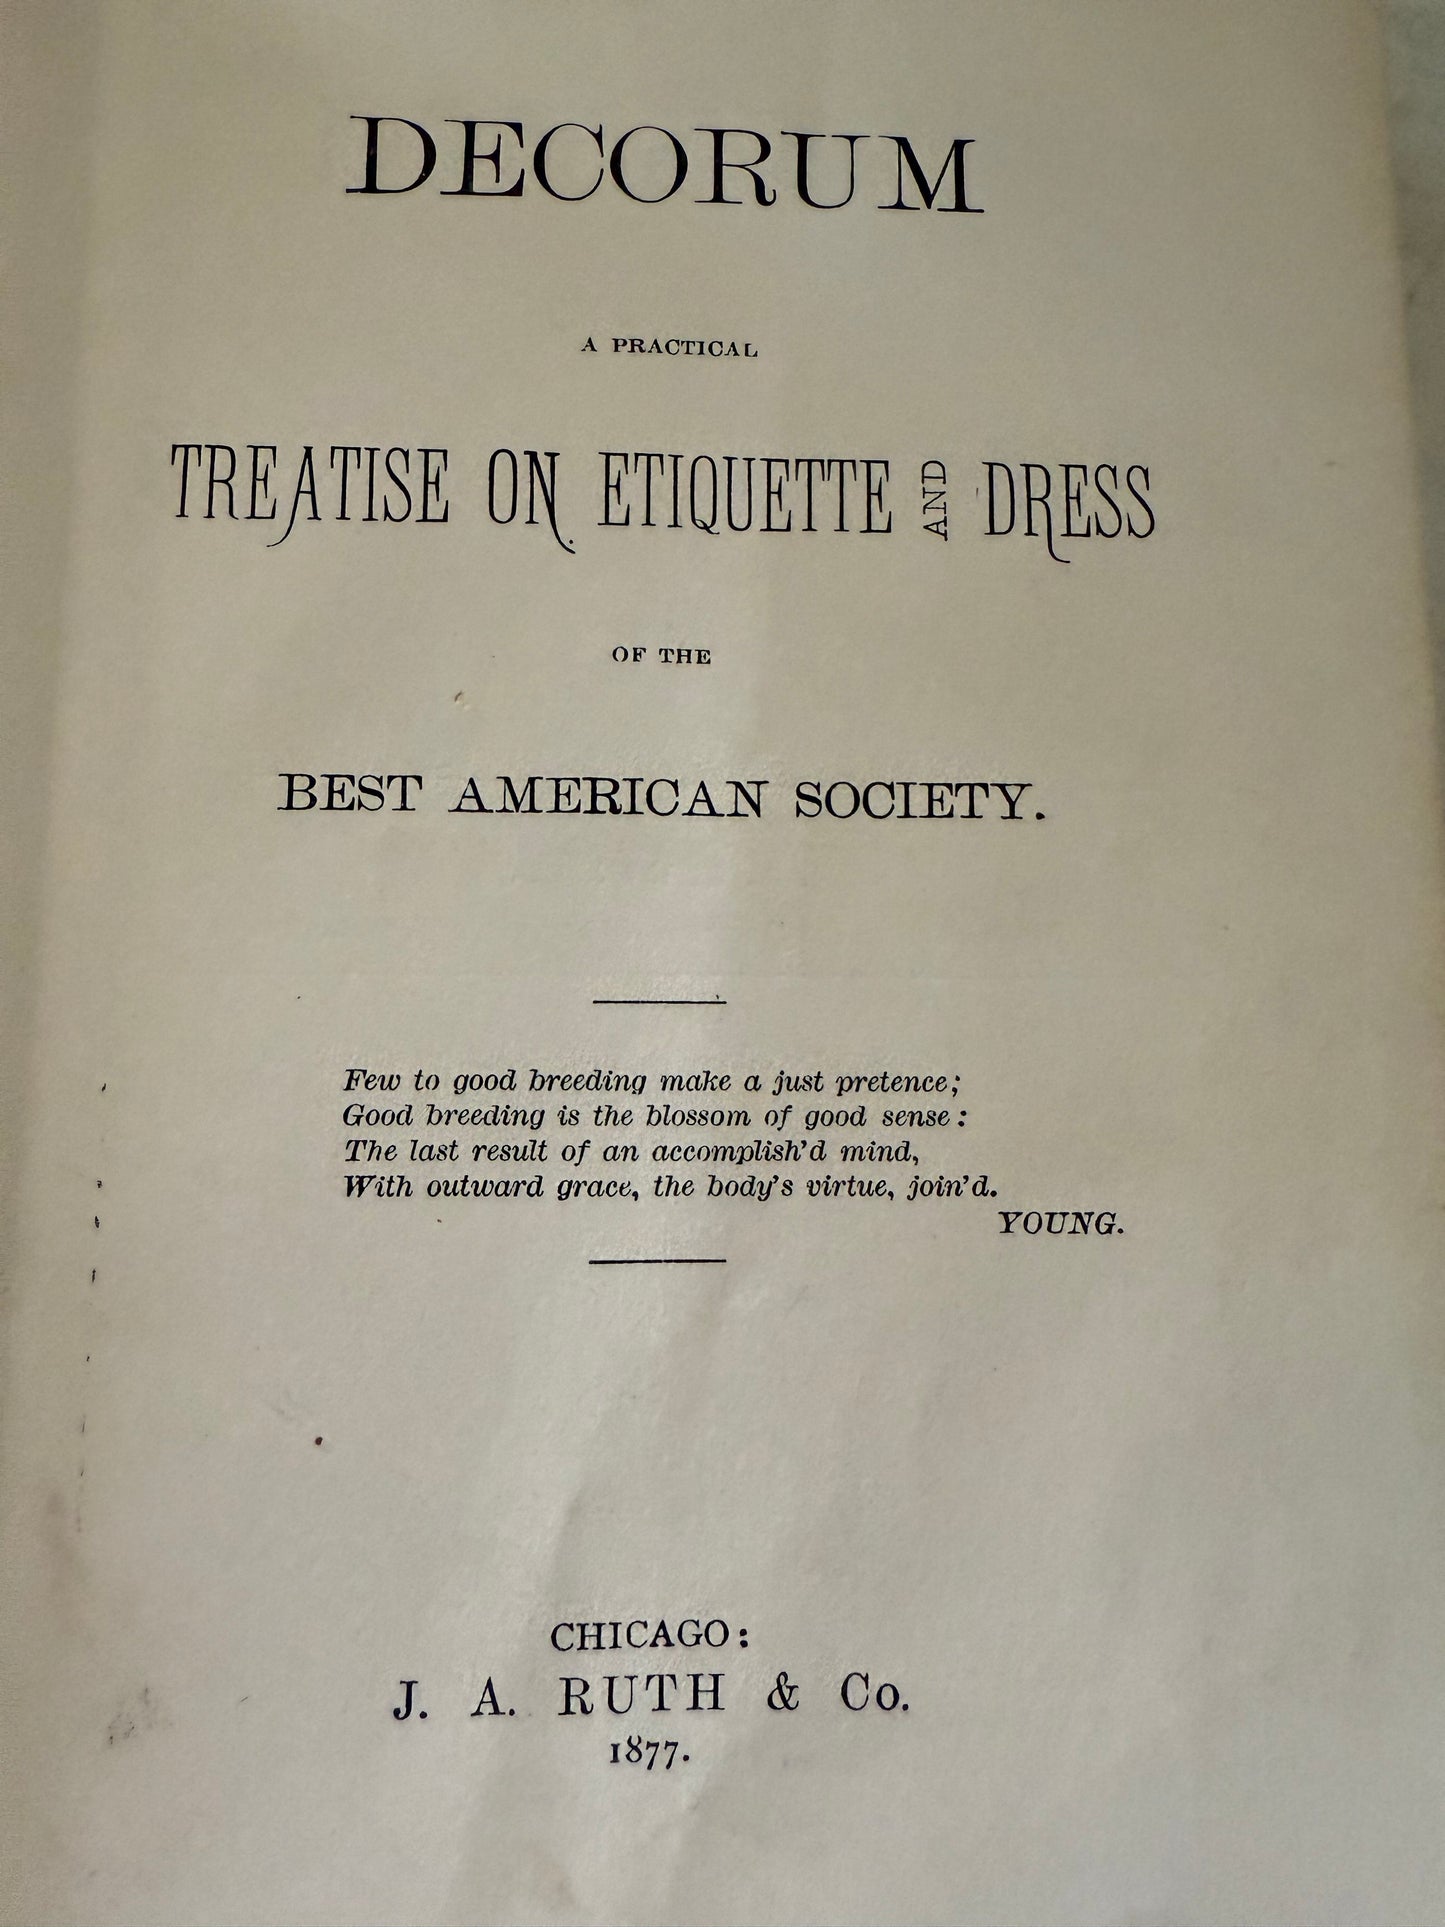 DECORUM
A PRACTICAL
TREATISE ON ETIQUETTE AND DRESS
OF THE
BEST AMERICAN SOCIETY.
Few to good breeding make a just pretence;
Good breeding is the blossom of good sense:
The last result of an accomplish'd mind,
With outward grace, the body's virtue, join'd.
YOUNG.
CHICAGO:
J. A. RUTH & Co.
1877.